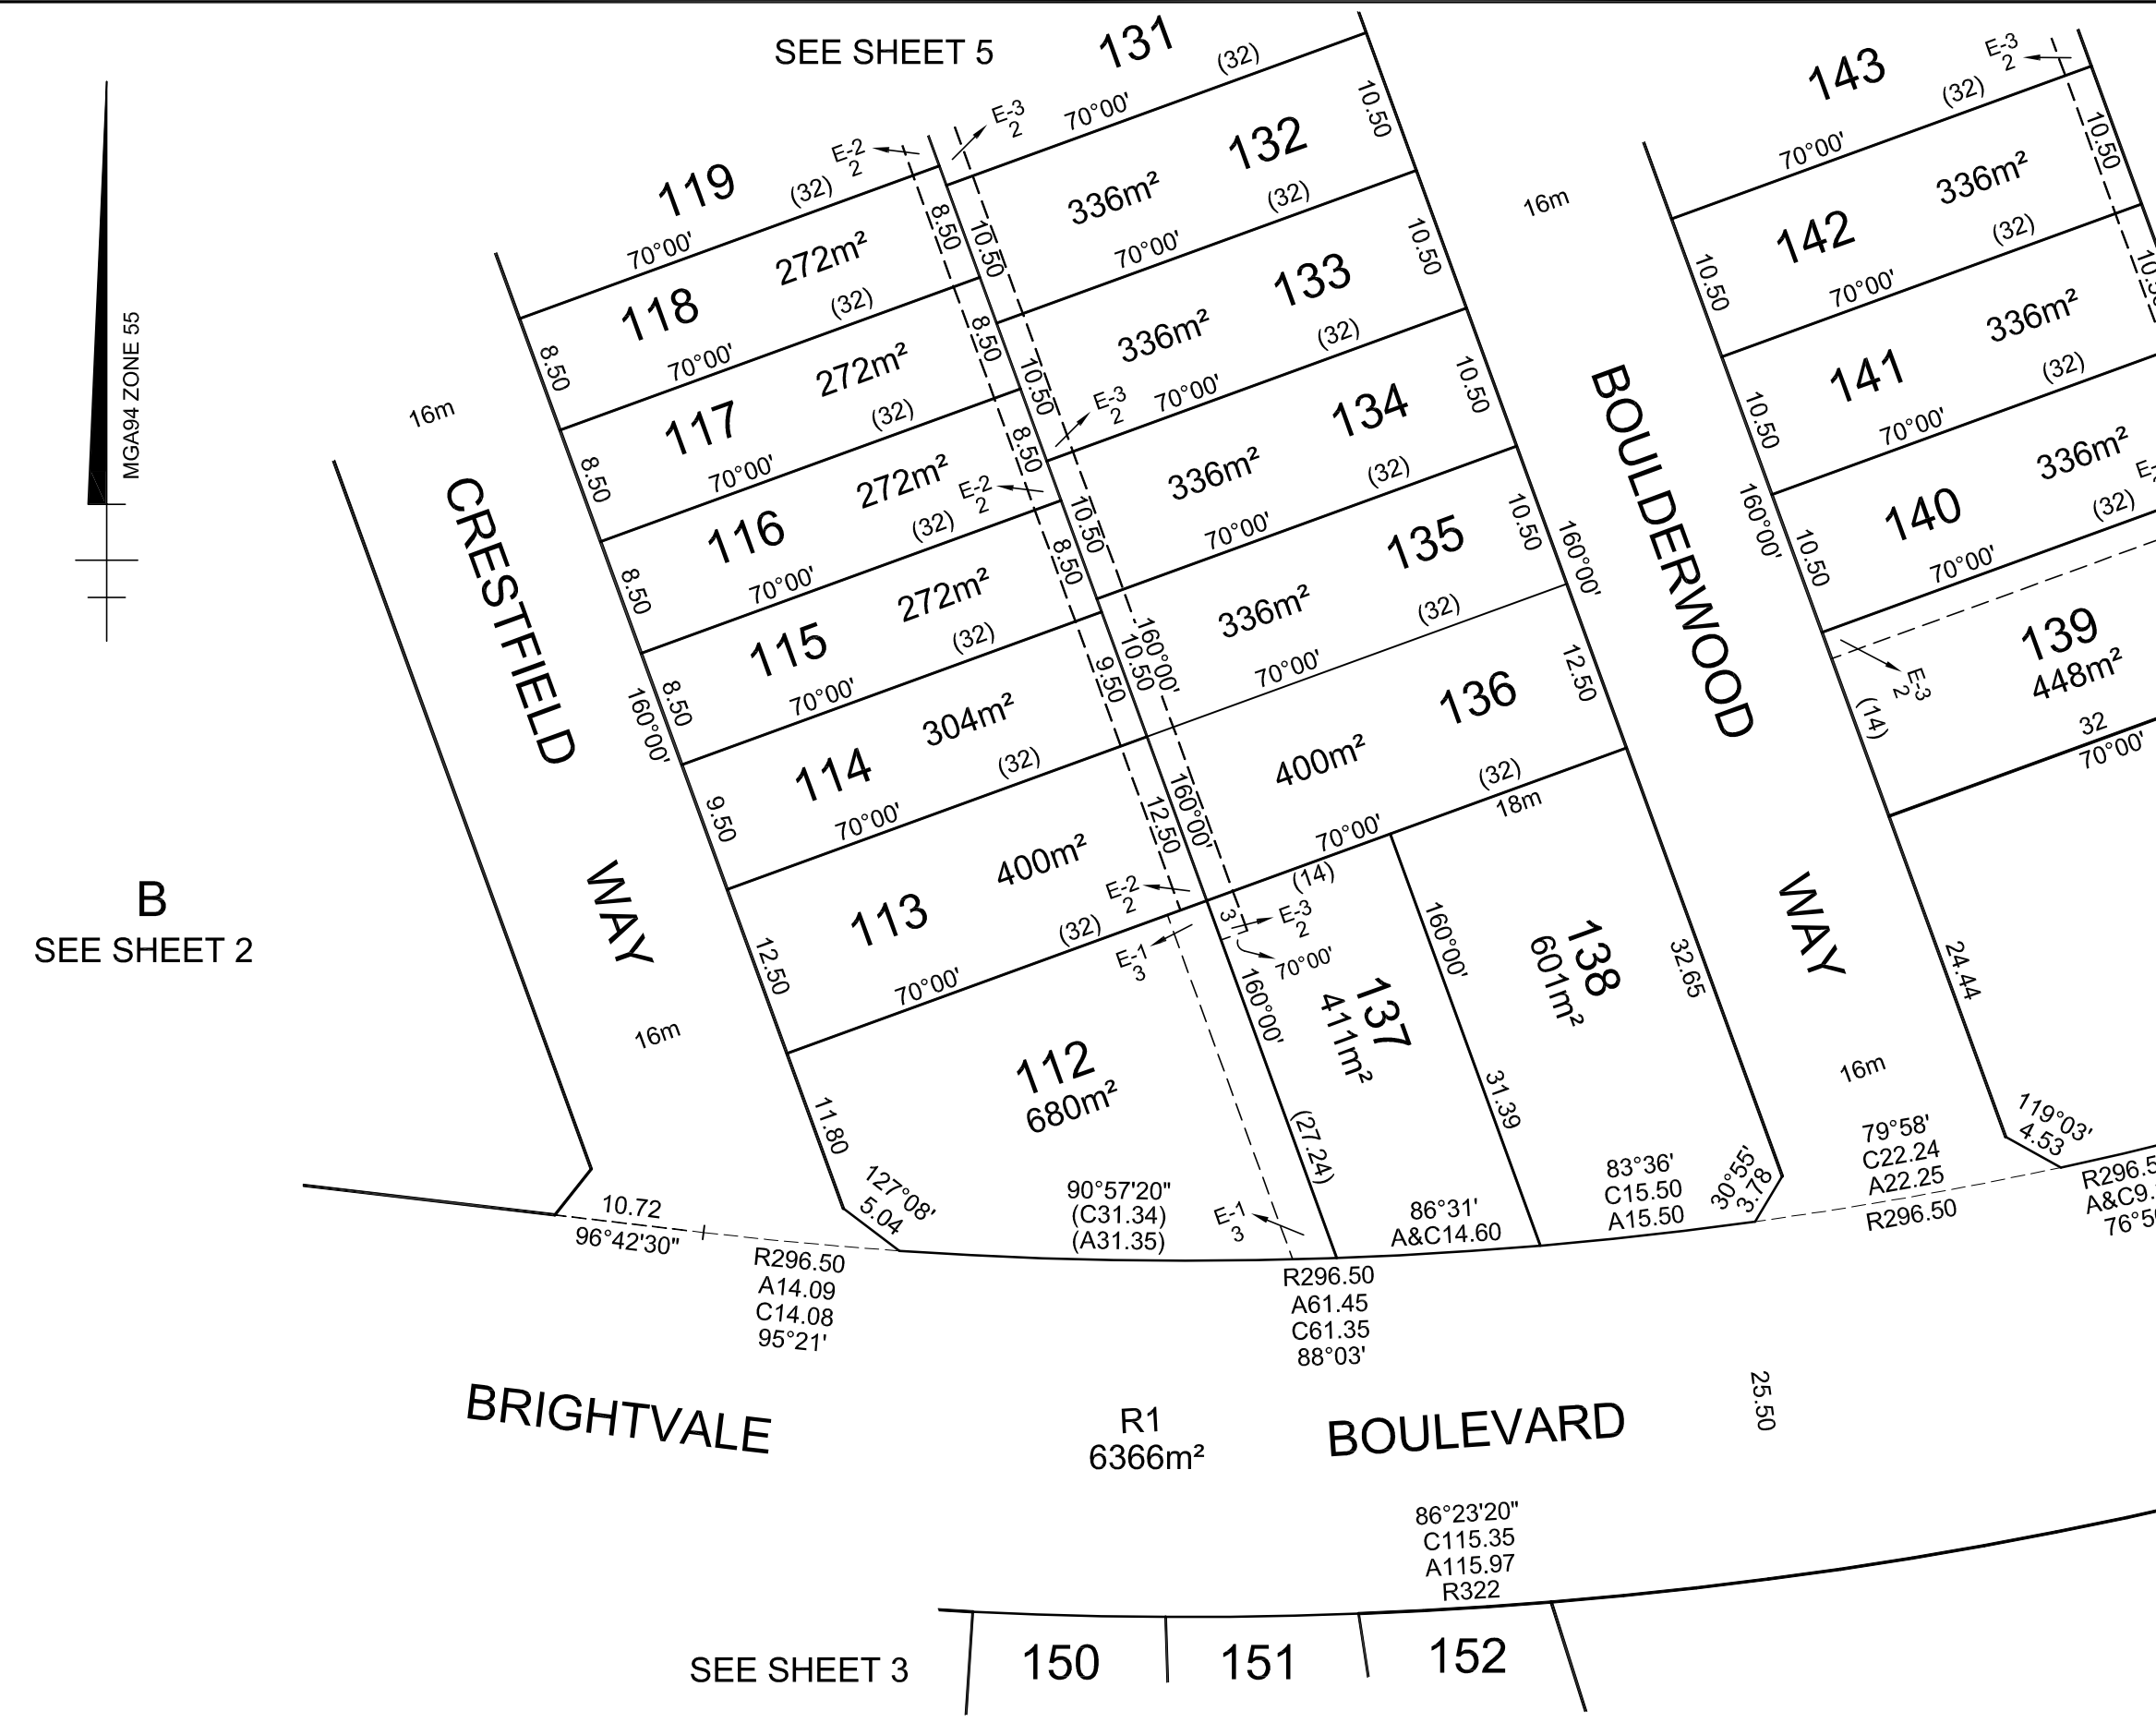 SEE SHEET 5
MGA94 ZONE 55
B
SEE SHEET 2
16m
CRESTFIELD
WAY
16m
160°00'
119
(32)
70°00'
E-2
2
E-3
2
118
272m²
8.50
8.50
(32)
70°00'
117
272m²
8.50
8.50
(32)
70°00'
116
272m²
8.50
8.50
(32)
70°00'
E-2
2
115
272m²
8.50
8.50
(32)
70°00'
114
304m²
9.50
9.50
(32)
70°00'
113
400m²
12.50
12.50
(32)
70°00'
E-2
2
E-1
3
112
680m²
11.80
127°08'
5.04
90°57'20"
(C31.34)
(A31.35)
E-1
3
131
(32)
70°00'
132
336m²
10.50
10.50
(32)
70°00'
133
336m²
10.50
10.50
(32)
70°00'
E-3
2
134
336m²
10.50
10.50
(32)
70°00'
135
336m²
10.50
10.50
160°00'
160°00'
(32)
70°00'
136
400m²
12.50
160°00'
(32)
70°00'
18m
(14)
3
E-3
2
70°00'
160°00'
137
411m²
(27.24)
160°00'
31.39
86°31'
A&C14.60
138
601m²
32.65
83°36'
C15.50
A15.50
30°55'
3.78
16m
BOULDERWOOD
WAY
16m
160°00'
143
(32)
70°00'
E-3
2
142
336m²
10.50
10.50
(32)
70°00'
141
336m²
10.50
(32)
70°00'
140
336m²
10.50
(32)
70°00'
139
448m²
E-3
2
(14)
32
70°00'
24.44
119°03'
4.53
79°58'
C22.24
A22.25
R296.50
10.72
96°42'30"
R296.50
A14.09
C14.08
95°21'
R296.50
A61.45
C61.35
88°03'
BRIGHTVALE
BOULEVARD
R1
6366m²
25.50
86°23'20"
C115.35
A115.97
R322
SEE SHEET 3
150
151
152